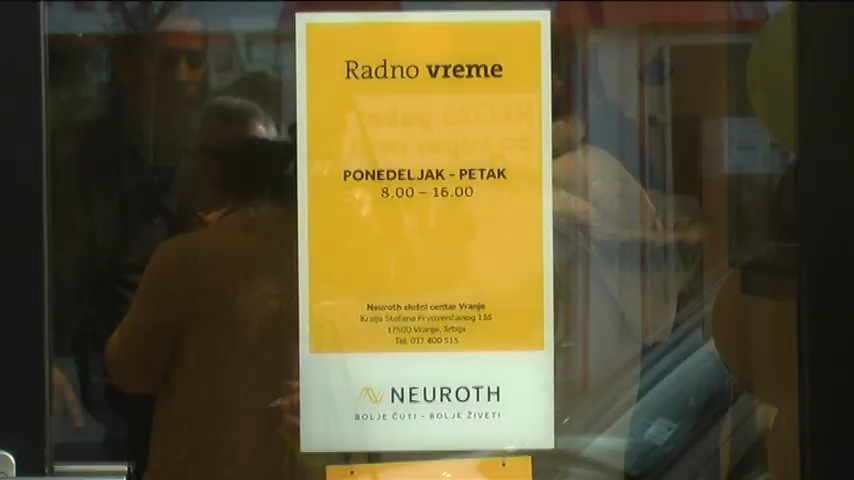 Radno vreme
PONEDELJAK - PETAK
8.00 – 16.00
Neuroth slušni centar Vranje
Kralja Stefana Prvovenčanog 136
17500 Vranje, Srbija
Tel. 017 400 515
NEUROTH
BOLJE ČUTI - BOLJE ŽIVETI